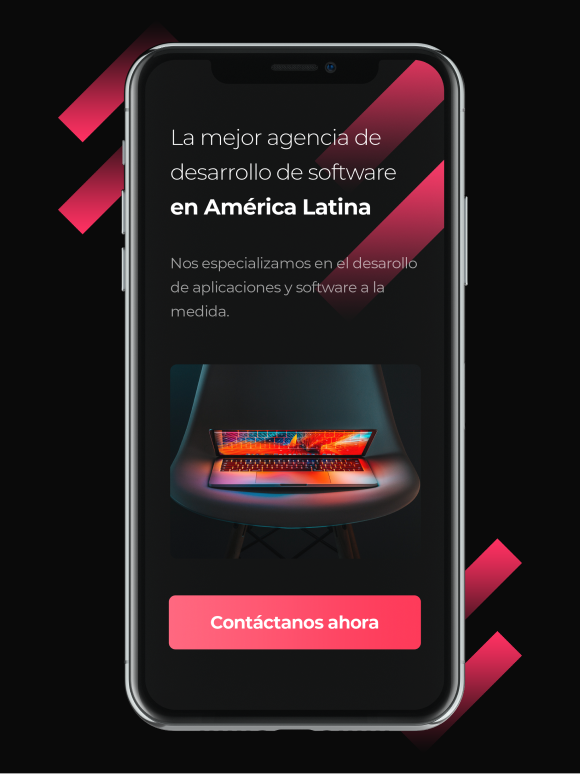 La mejor agencia de
desarrollo de software
en América Latina
Nos especializamos en el desarollo
de aplicaciones y software a la
medida.
Contáctanos ahora